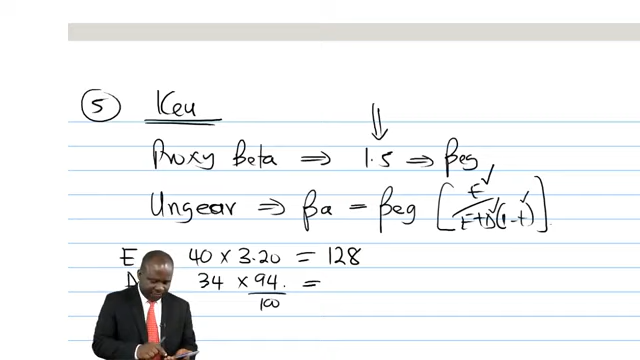 5 Keu
Proxy Beta ⇒ 1.5 ⇒ βeg
Ungear ⇒ βa = βeg [E / E+D(1-t)].
E 40 × 3.20 = 128
D 34 × 94/100 =